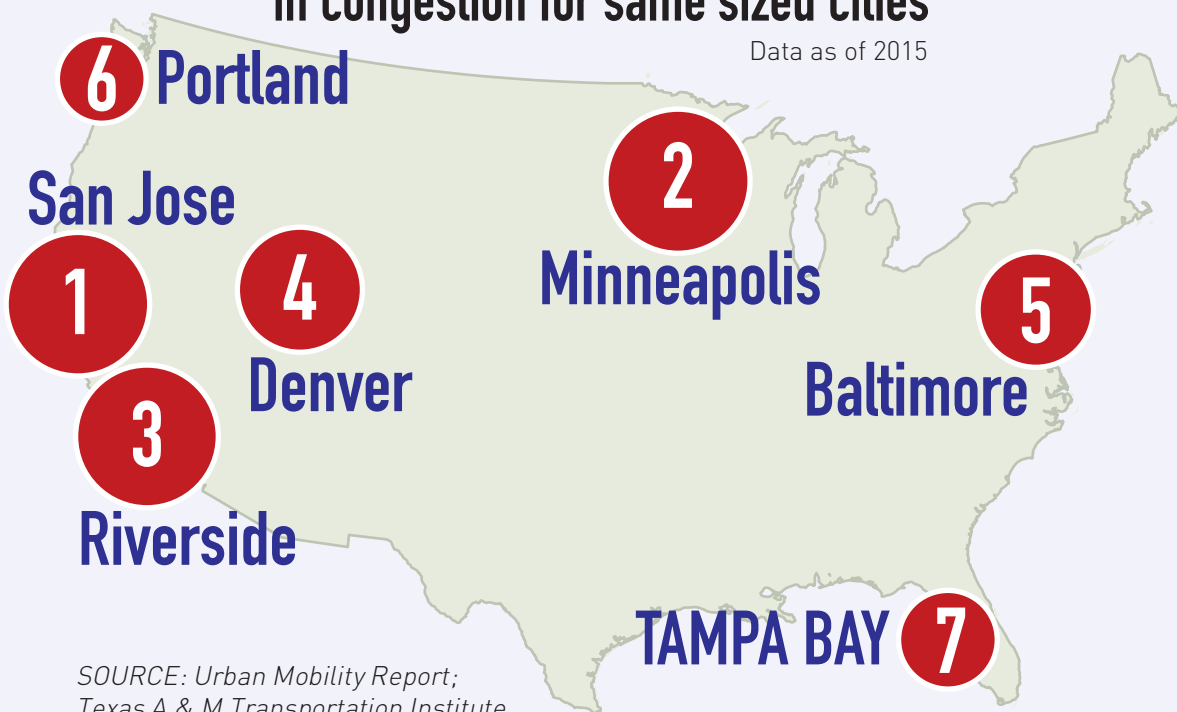 in congestion for same sized cities
Data as of 2015
6 Portland
San Jose
1
2
Minneapolis
4
Denver
5
Baltimore
3
Riverside
TAMPA BAY 7
SOURCE: Urban Mobility Report;
Texas A & M Transportation Institute